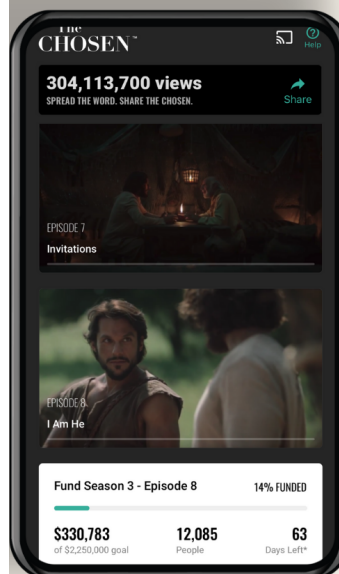 The
CHOSEN™
Help
304,113,700 views
SPREAD THE WORD. SHARE THE CHOSEN.
Share
EPISODE 7
Invitations
EPISODE 8
I Am He
Fund Season 3 - Episode 8
14% FUNDED
$330,783
12,085
63
of $2,250,000 goal
People
Days Left*